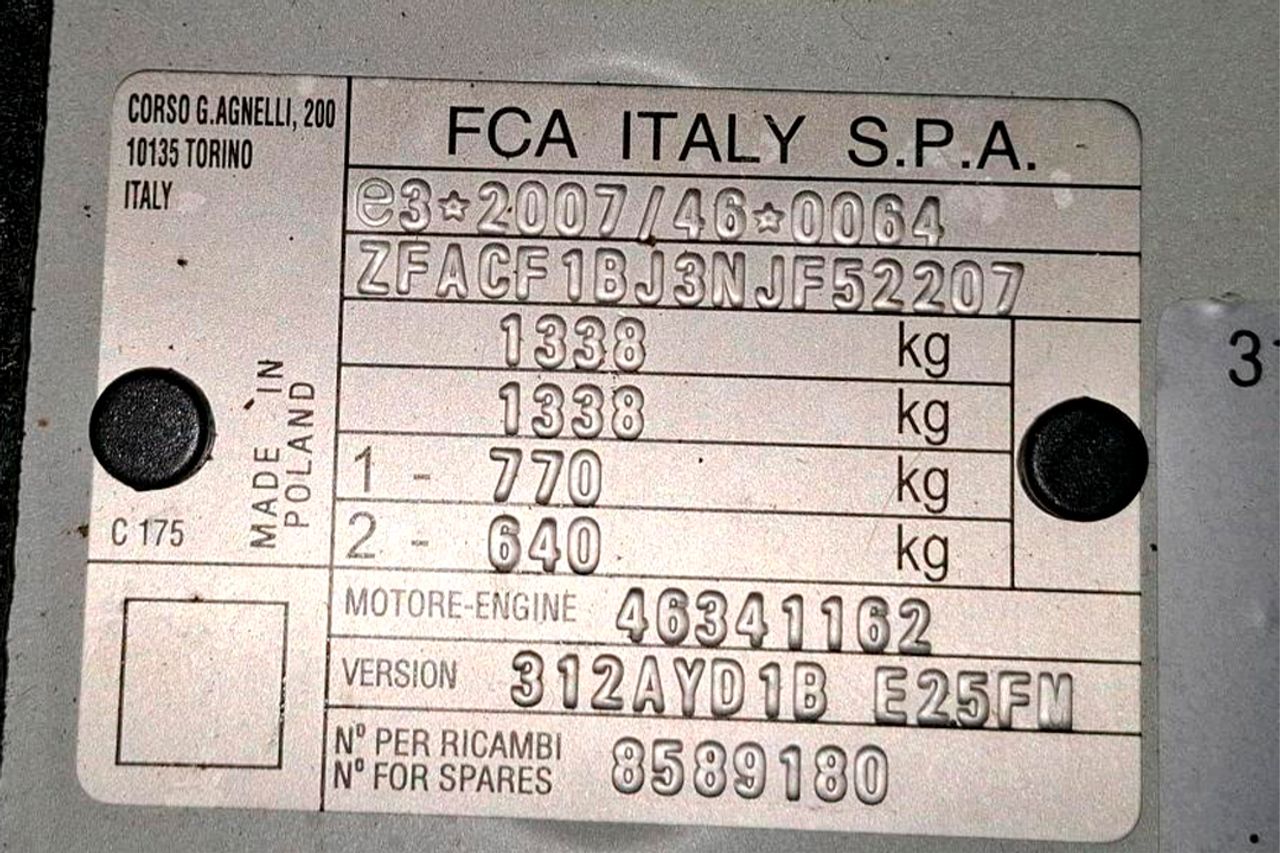 CORSO G.AGNELLI, 200
10135 TORINO
ITALY
FCA ITALY S.P.A.
e3*2007/46*0064
ZFACF1BJ3NJF52207
1338 kg
1338 kg
1 - 770 kg
2 - 640 kg
MADE IN
POLAND
C 175
MOTORE-ENGINE 46341162
VERSION 312AYD1B E25FM
Nº PER RICAMBI
Nº FOR SPARES 8589180